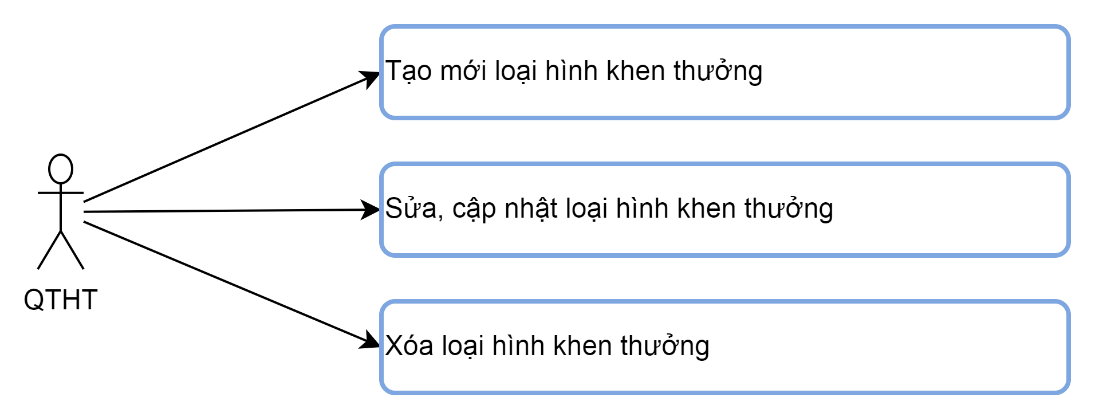 Tạo mới loại hình khen thưởng
Sửa, cập nhật loại hình khen thưởng
QTHT
Xóa loại hình khen thưởng